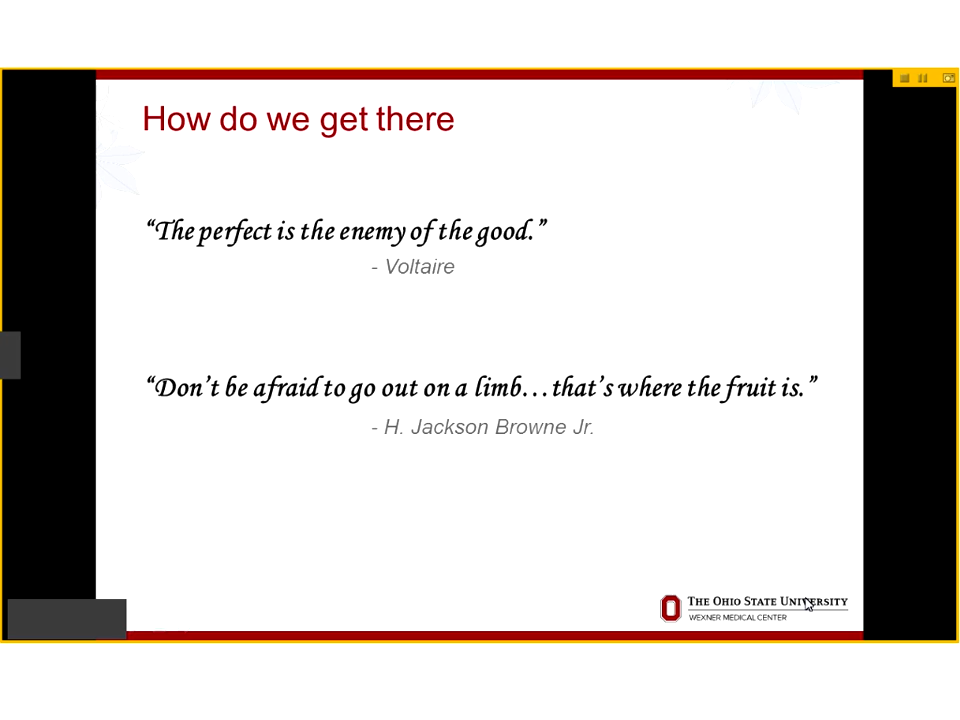 How do we get there
“The perfect is the enemy of the good.”
- Voltaire
“Don’t be afraid to go out on a limb…that’s where the fruit is.”
- H. Jackson Browne Jr.
THE OHIO STATE UNIVERSITY
WEXNER MEDICAL CENTER